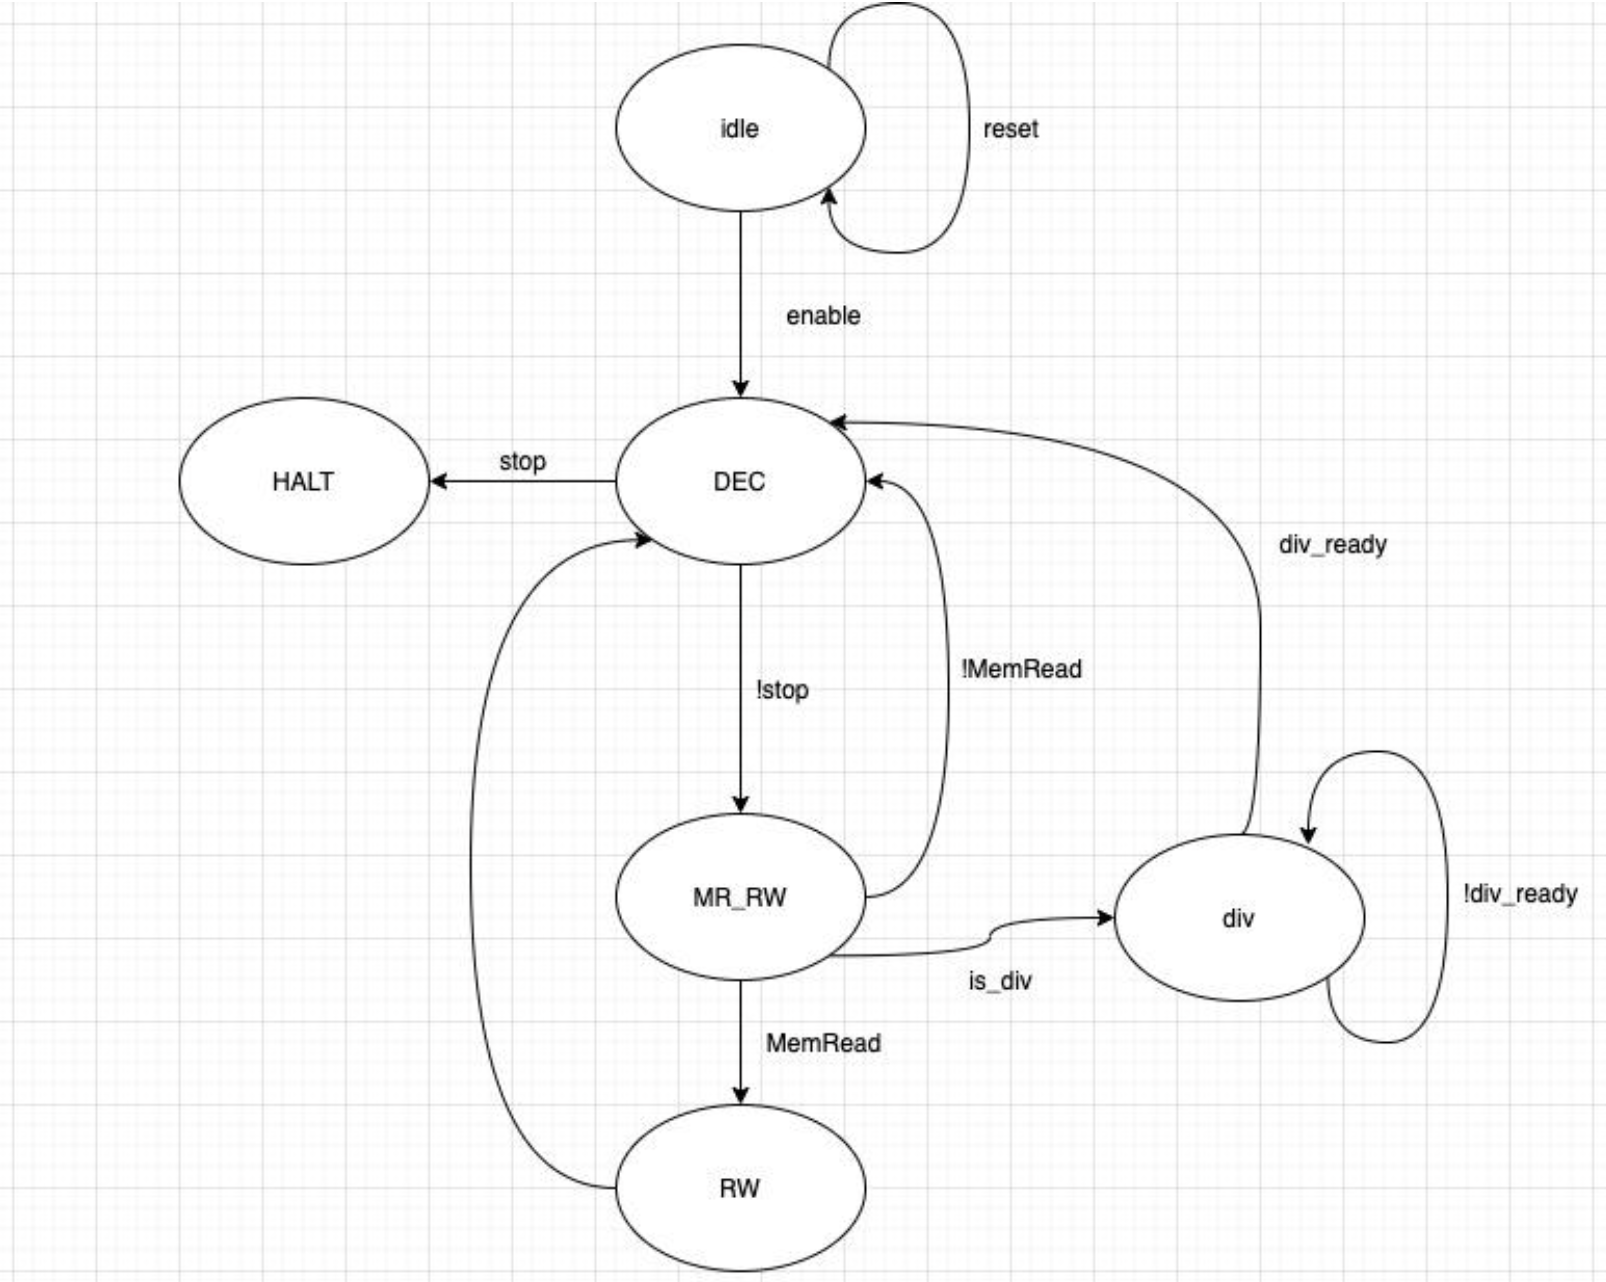 idle
reset
enable
HALT
stop
DEC
div_ready
!stop
!MemRead
MR_RW
div
!div_ready
is_div
MemRead
RW